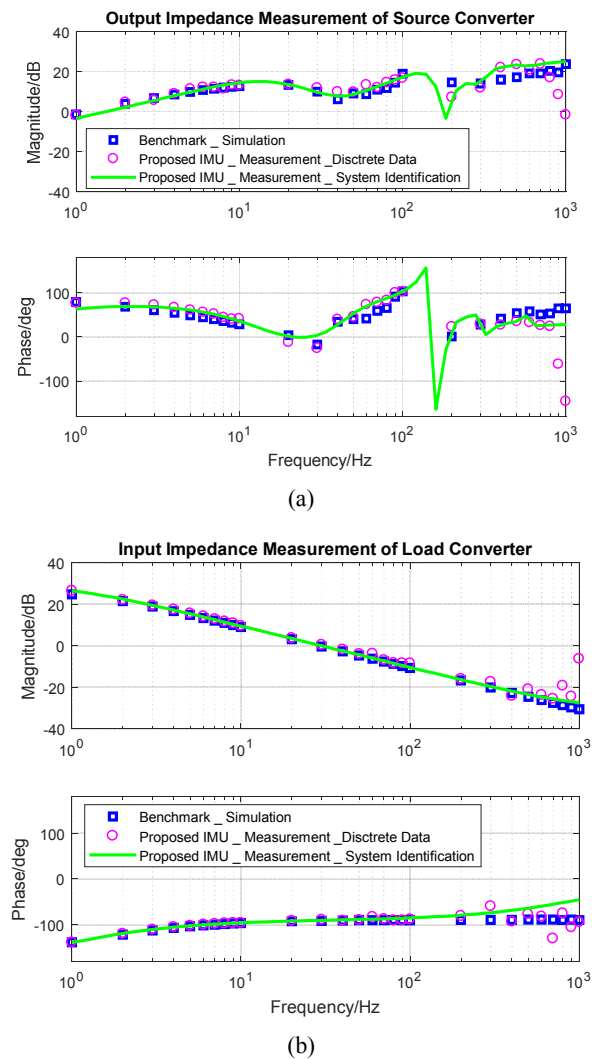 Output Impedance Measurement of Source Converter
40
20
0
-20
-40
Magnitude/dB
Benchmark _ Simulation
Proposed IMU _ Measurement _Disctrete Data
Proposed IMU _ Measurement _ System Identification
10^0 10^1 10^2 10^3
100
0
-100
Phase/deg
10^0 10^1 10^2 10^3
Frequency/Hz
(a)
Input Impedance Measurement of Load Converter
40
20
0
-20
-40
Magnitude/dB
10^0 10^1 10^2 10^3
100
0
-100
Phase/deg
Benchmark _ Simulation
Proposed IMU _ Measurement _Disctrete Data
Proposed IMU _ Measurement _ System Identification
10^0 10^1 10^2 10^3
Frequency/Hz
(b)